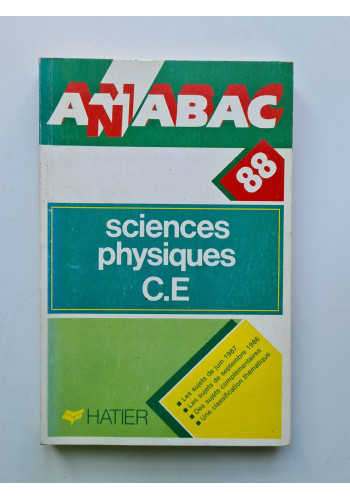 ANNABAC
88
sciences
physiques
C.E
■ Les sujets de juin 1987
■ Les sujets de septembre 1986
■ Des sujets complémentaires
■ Une classification thématique
HATIER